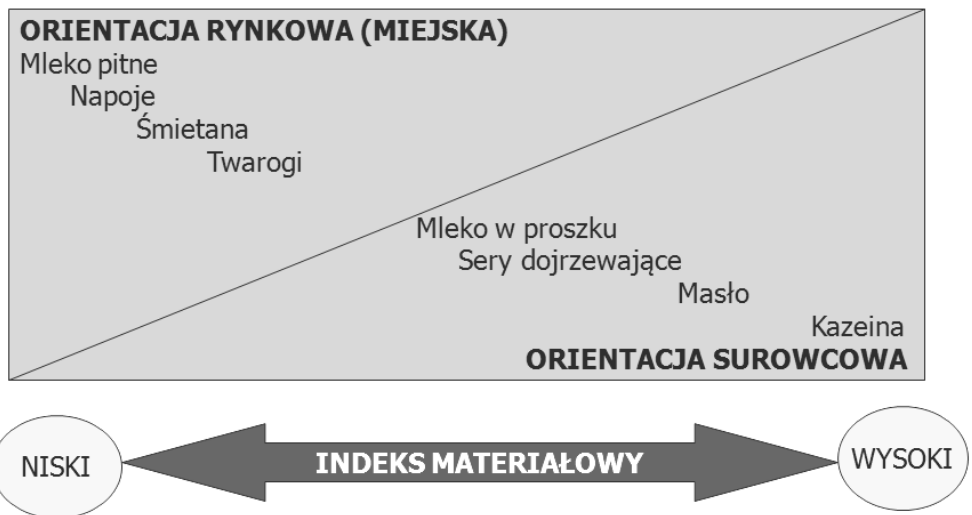 ORIENTACJA RYNKOWA (MIEJSKA)
Mleko pitne
Napoje
Śmietana
Twarogi
Mleko w proszku
Sery dojrzewające
Masło
Kazeina
ORIENTACJA SUROWCOWA
NISKI
INDEKS MATERIAŁOWY
WYSOKI